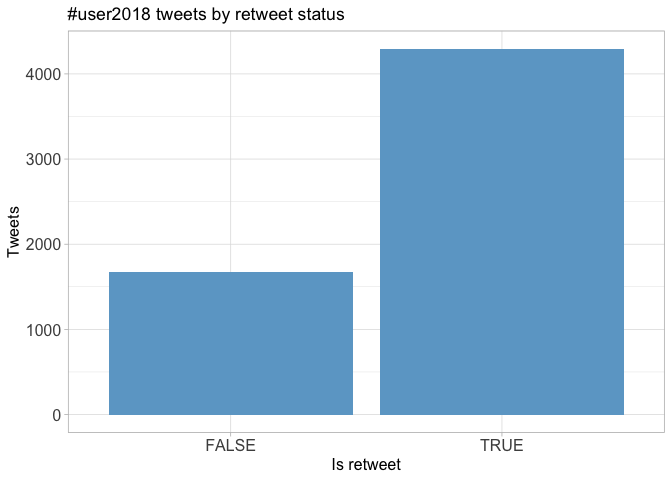 #user2018 tweets by retweet status
4000
3000
2000
1000
0
Tweets
FALSE TRUE
Is retweet